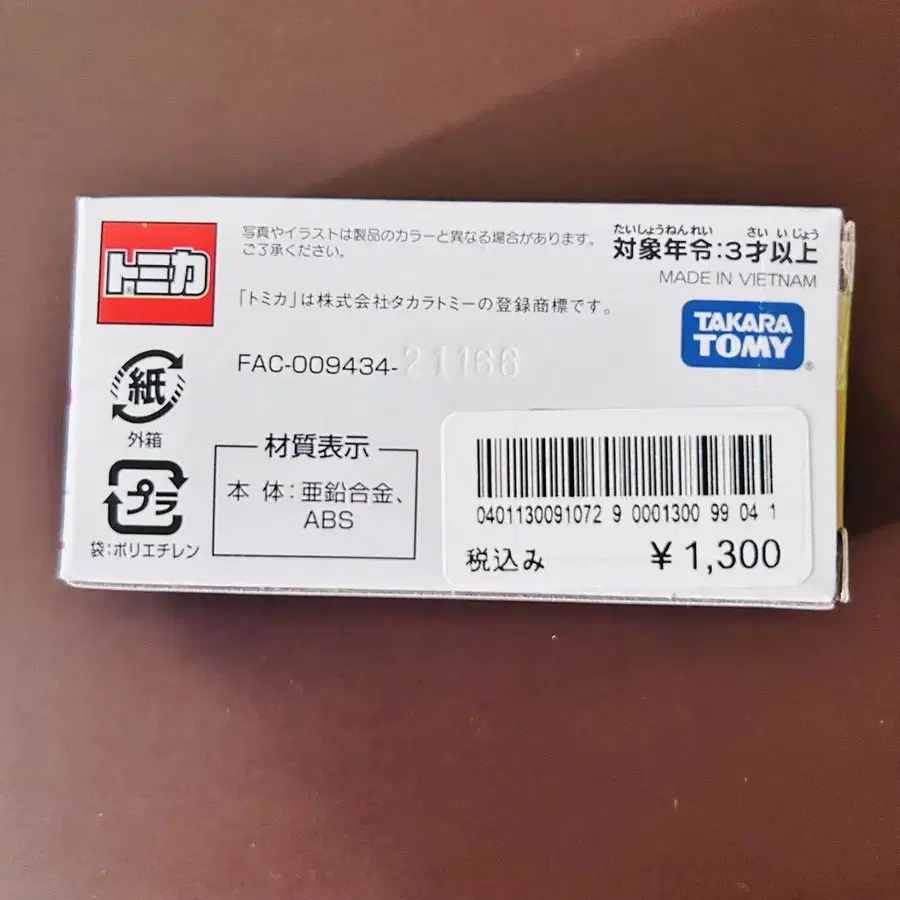 トミカ
写真やイラストは製品のカラーと異なる場合があります。
ご了承ください。
「トミカ」は株式会社タカラトミーの登録商標です。
たいしょうねんれい さい いじょう
対象年令:3才以上
MADE IN VIETNAM
TAKARA
TOMY
®
FAC-009434-21166
紙
外箱
プラ
袋:ポリエチレン
材質表示
本 体:亜鉛合金、
ABS
0401130091072 9 0001300 99 04 1
税込み ¥1,300